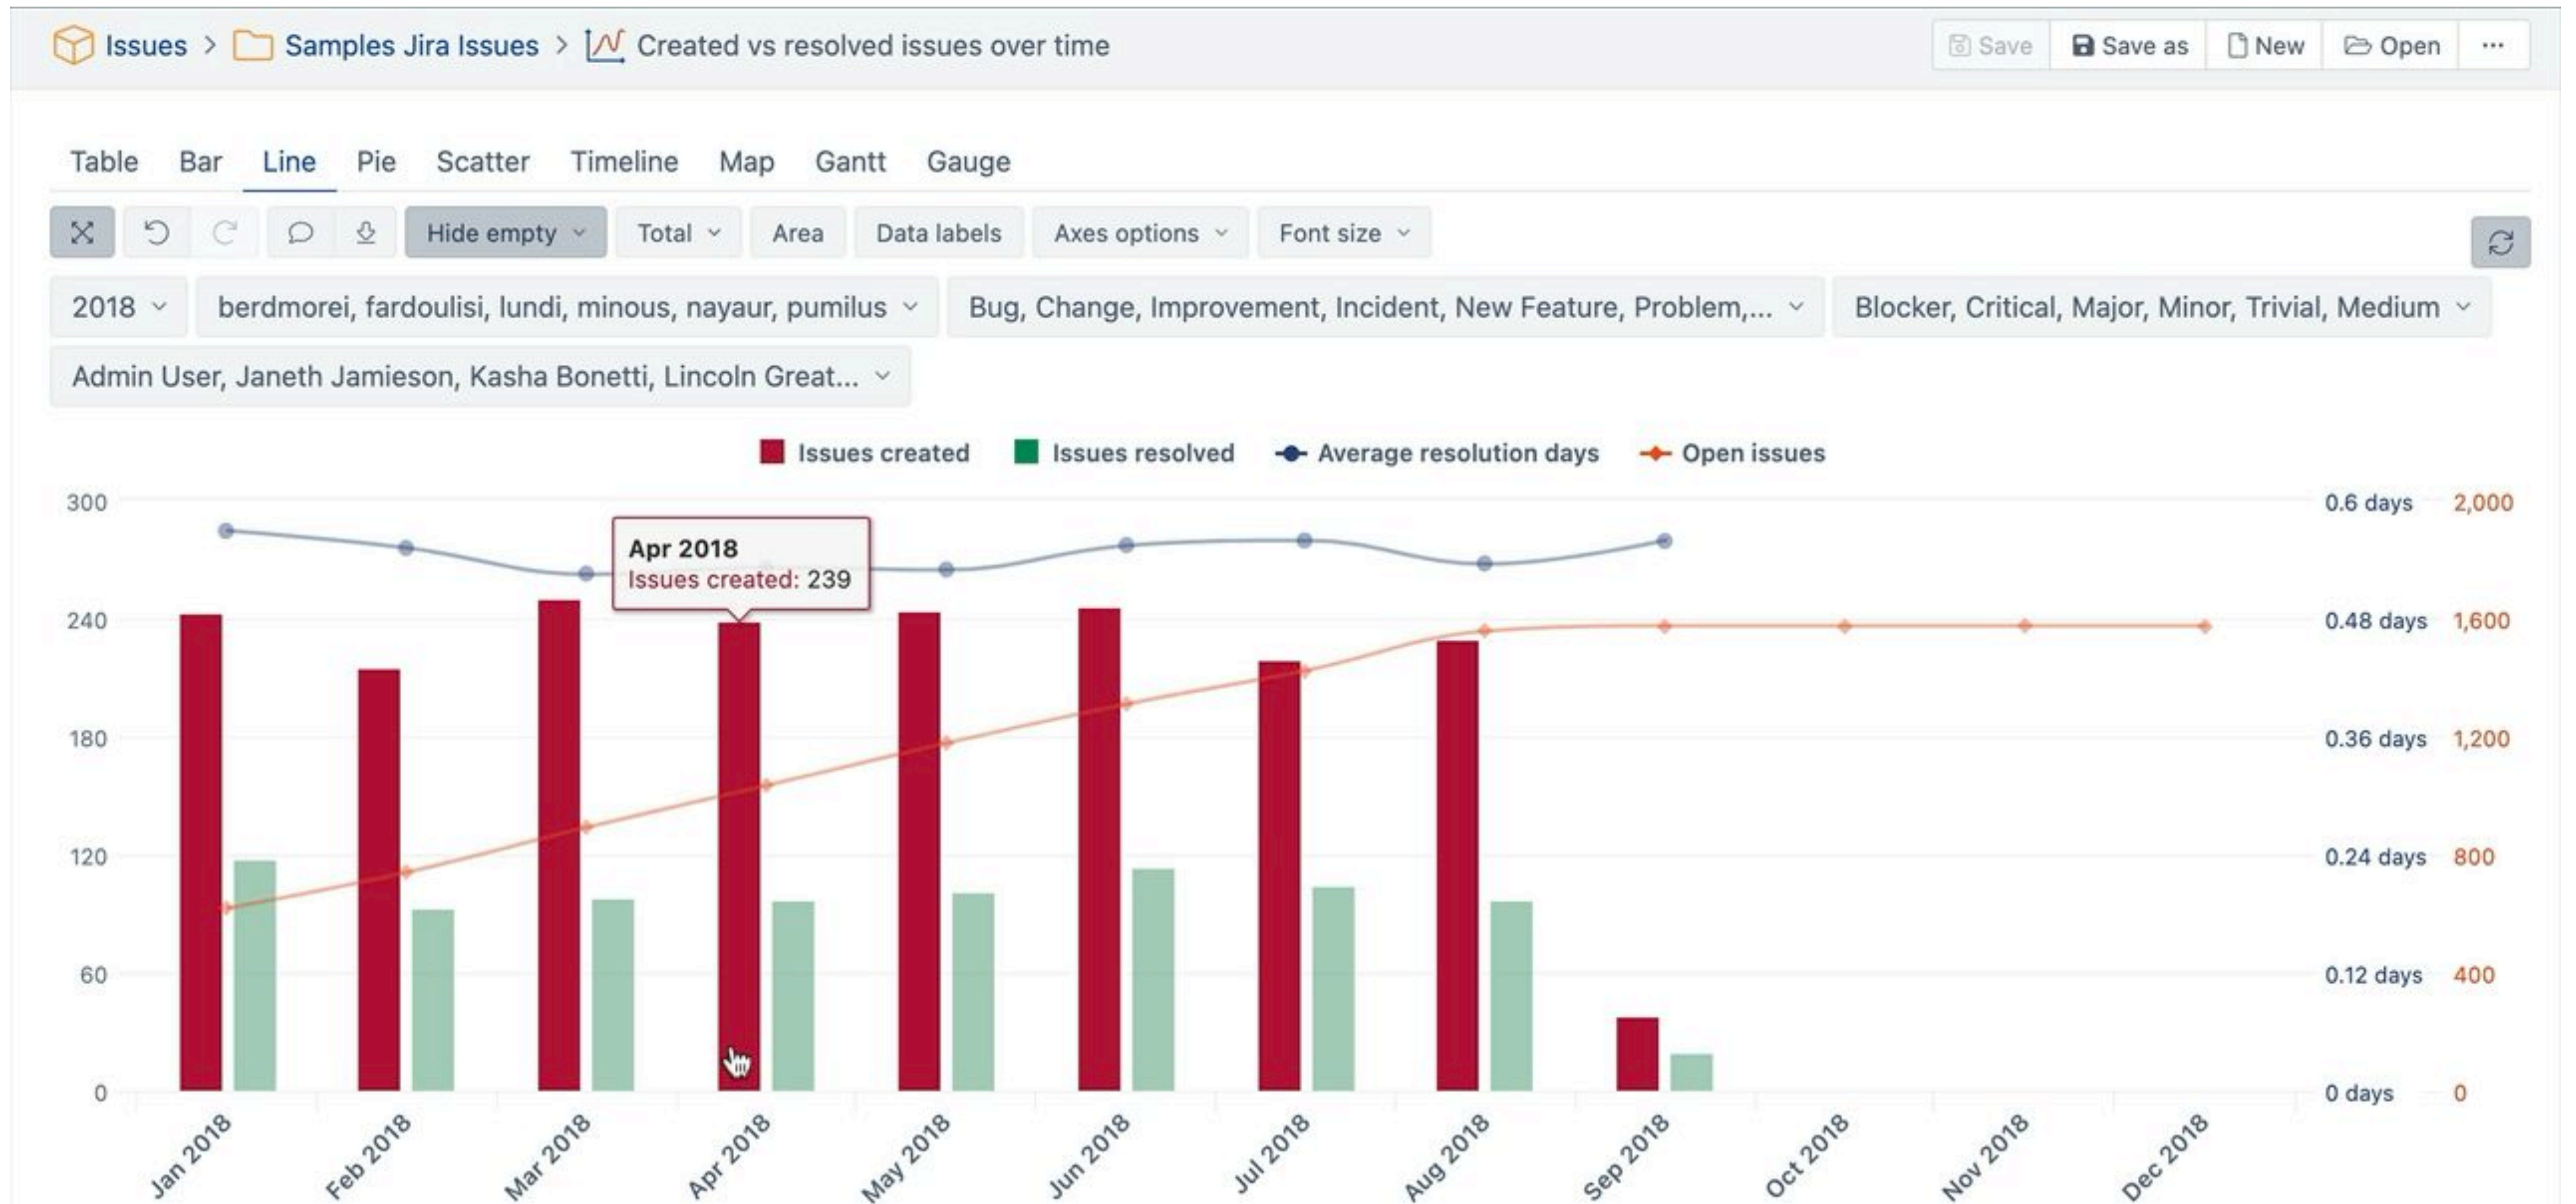 Issues > Samples Jira Issues > Created vs resolved issues over time
Save Save as New Open ...
Table Bar Line Pie Scatter Timeline Map Gantt Gauge
Hide empty Total Area Data labels Axes options Font size
2018 berdmorei, fardoulisi, lundi, minous, nayaur, pumilus Bug, Change, Improvement, Incident, New Feature, Problem,... Blocker, Critical, Major, Minor, Trivial, Medium
Admin User, Janeth Jamieson, Kasha Bonetti, Lincoln Great...
Issues created Issues resolved Average resolution days Open issues
300 0.6 days 2,000
Apr 2018
Issues created: 239
240 0.48 days 1,600
180 0.36 days 1,200
120 0.24 days 800
60 0.12 days 400
0 0 days 0
Jan 2018 Feb 2018 Mar 2018 Apr 2018 May 2018 Jun 2018 Jul 2018 Aug 2018 Sep 2018 Oct 2018 Nov 2018 Dec 2018